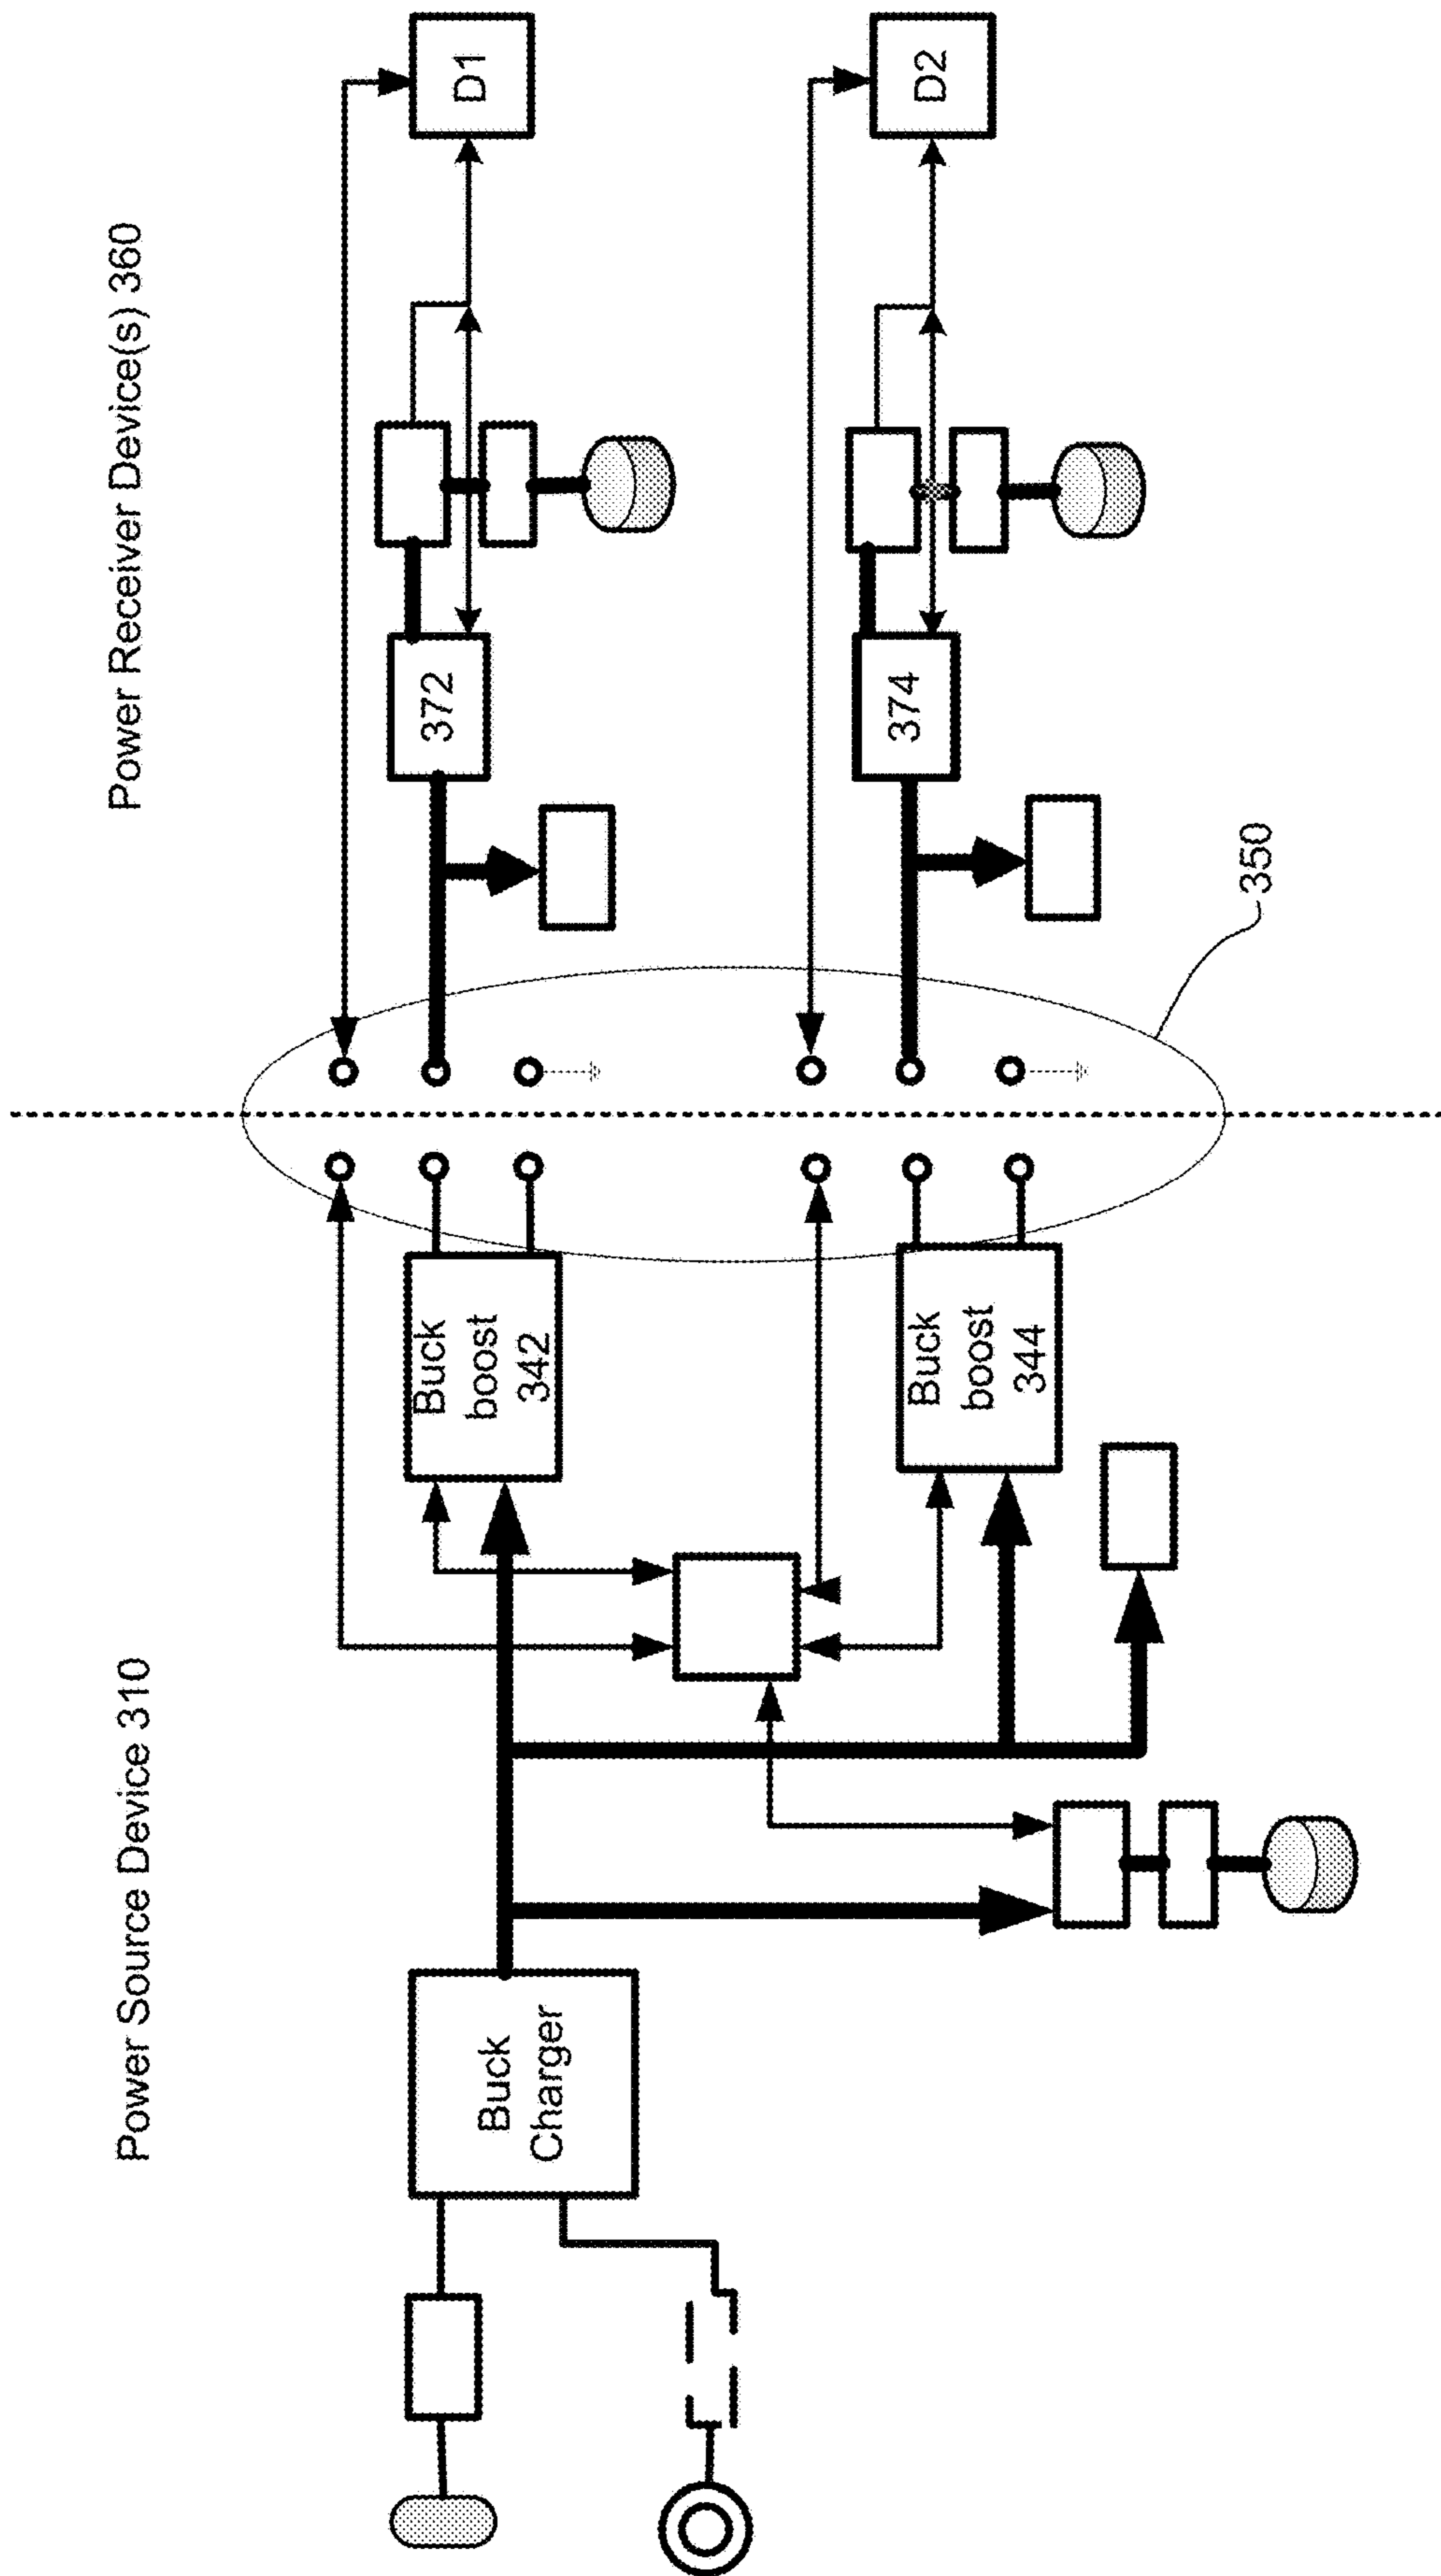 Power Source Device 310
Power Receiver Device(s) 360
Buck
Charger
Buck
boost
342
Buck
boost
344
372
D1
374
D2
350